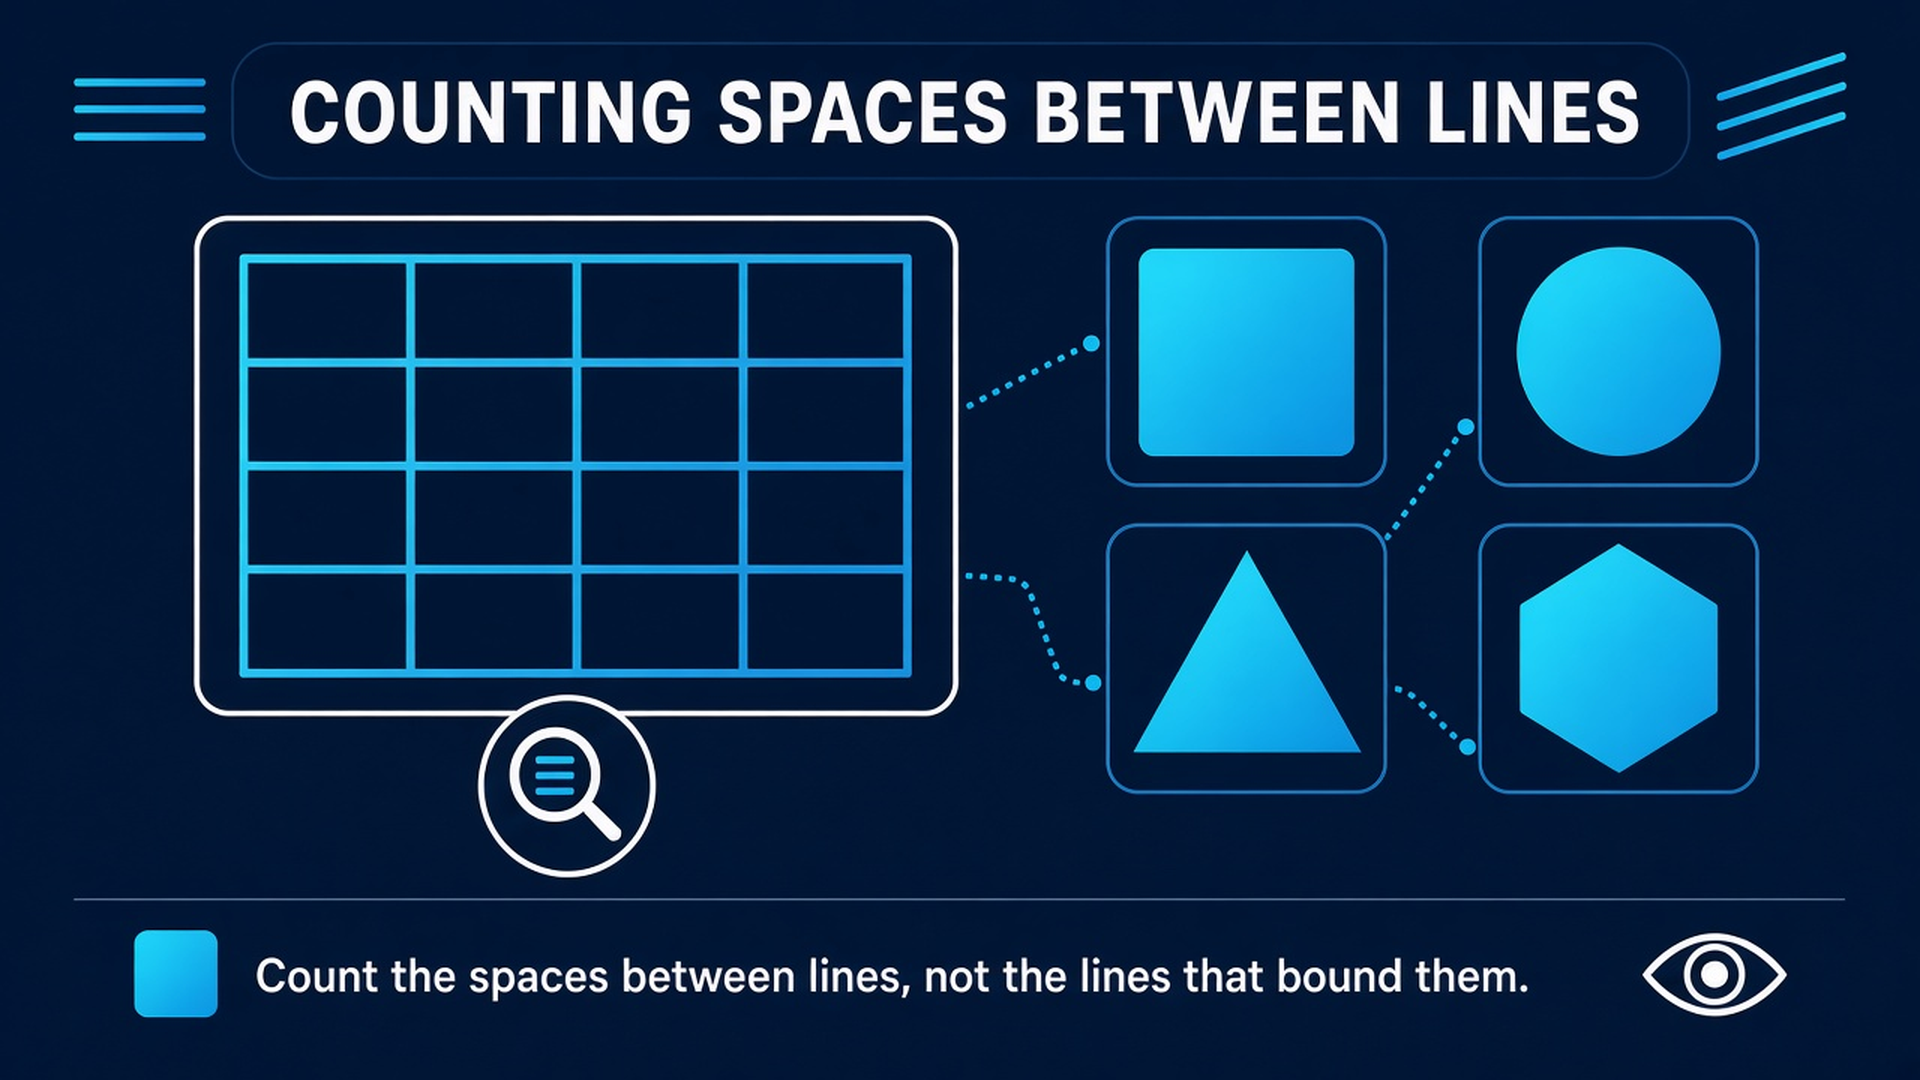 COUNTING SPACES BETWEEN LINES
Count the spaces between lines, not the lines that bound them.